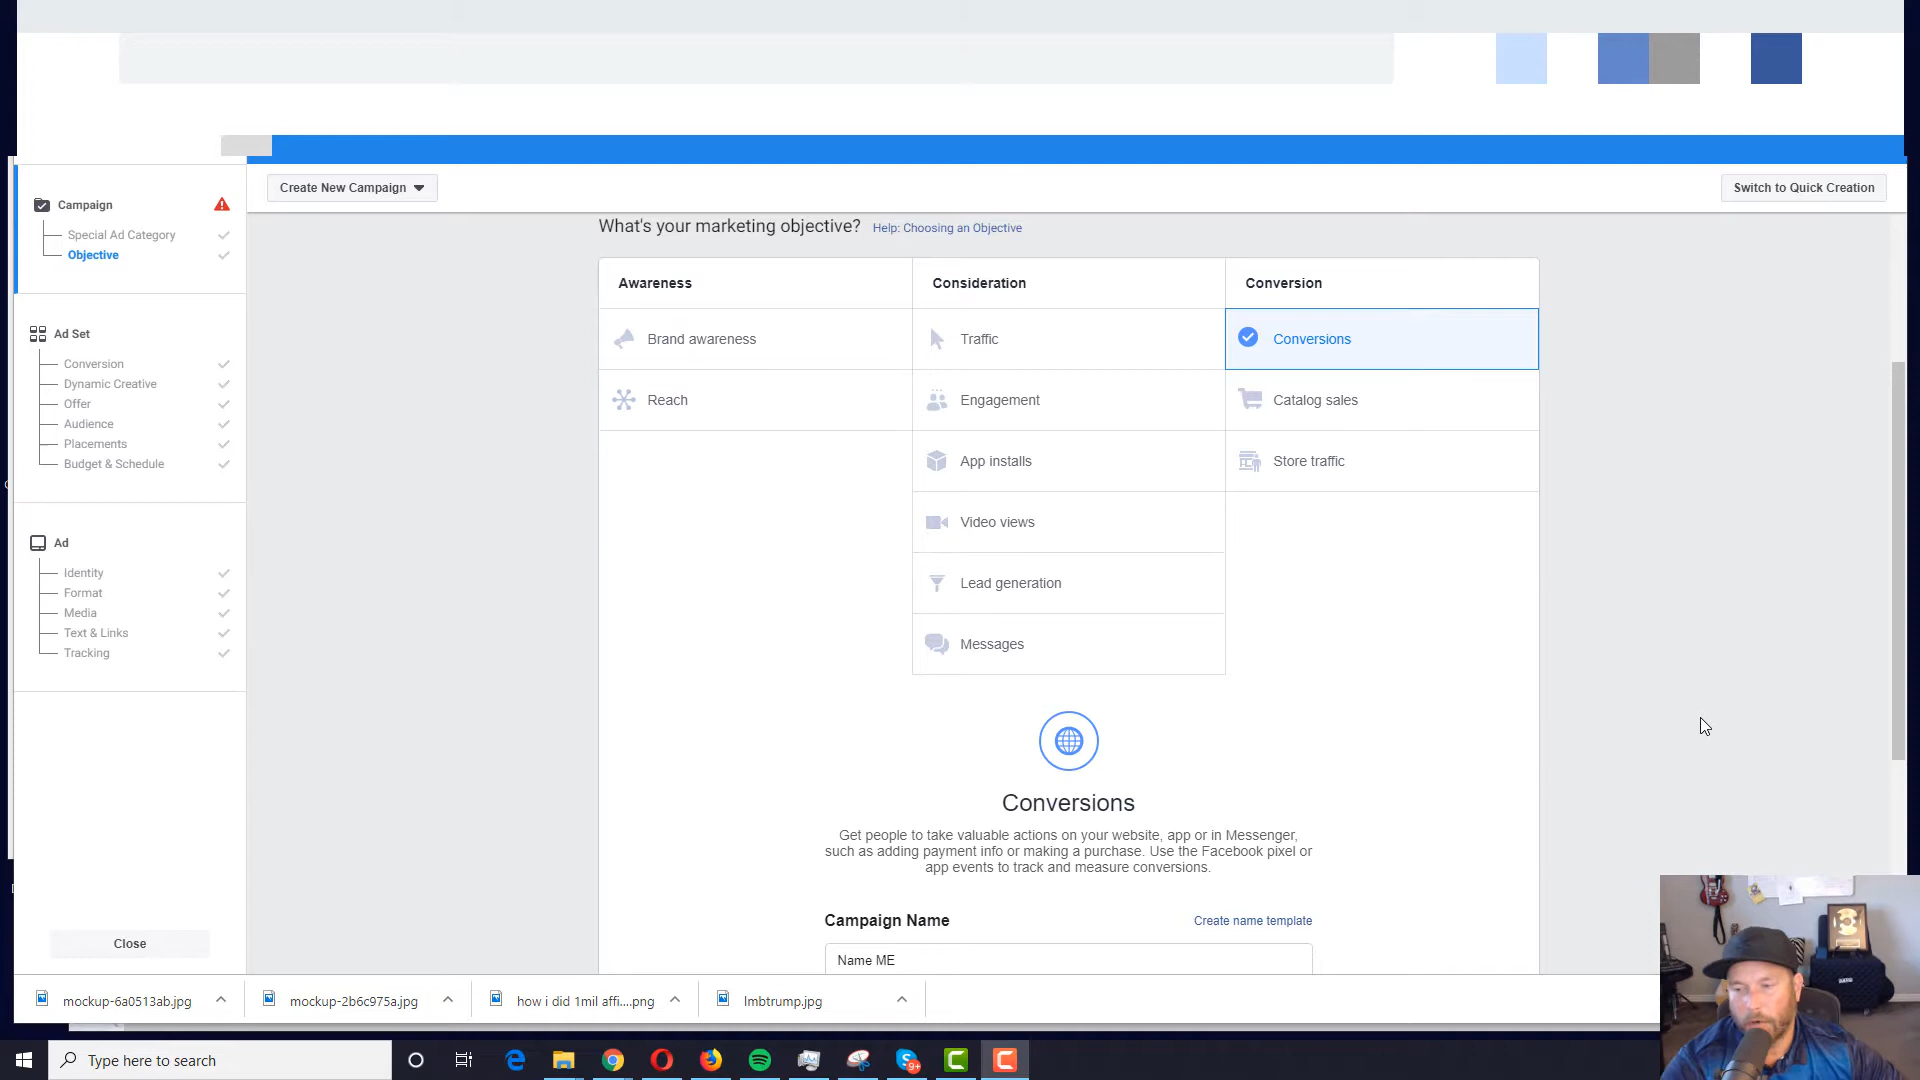 Create New Campaign
Switch to Quick Creation
Campaign
Special Ad Category
Objective
Ad Set
Conversion
Dynamic Creative
Offer
Audience
Placements
Budget & Schedule
Ad
Identity
Format
Media
Text & Links
Tracking
Close
What's your marketing objective? Help: Choosing an Objective
Awareness Consideration Conversion
Brand awareness Traffic Conversions
Reach Engagement Catalog sales
App installs Store traffic
Video views
Lead generation
Messages
Conversions
Get people to take valuable actions on your website, app or in Messenger,
such as adding payment info or making a purchase. Use the Facebook pixel or
app events to track and measure conversions.
Campaign Name Create name template
Name ME
mockup-6a0513ab.jpg mockup-2b6c975a.jpg how i did 1mil affi....png lmbtrump.jpg
Type here to search
9+